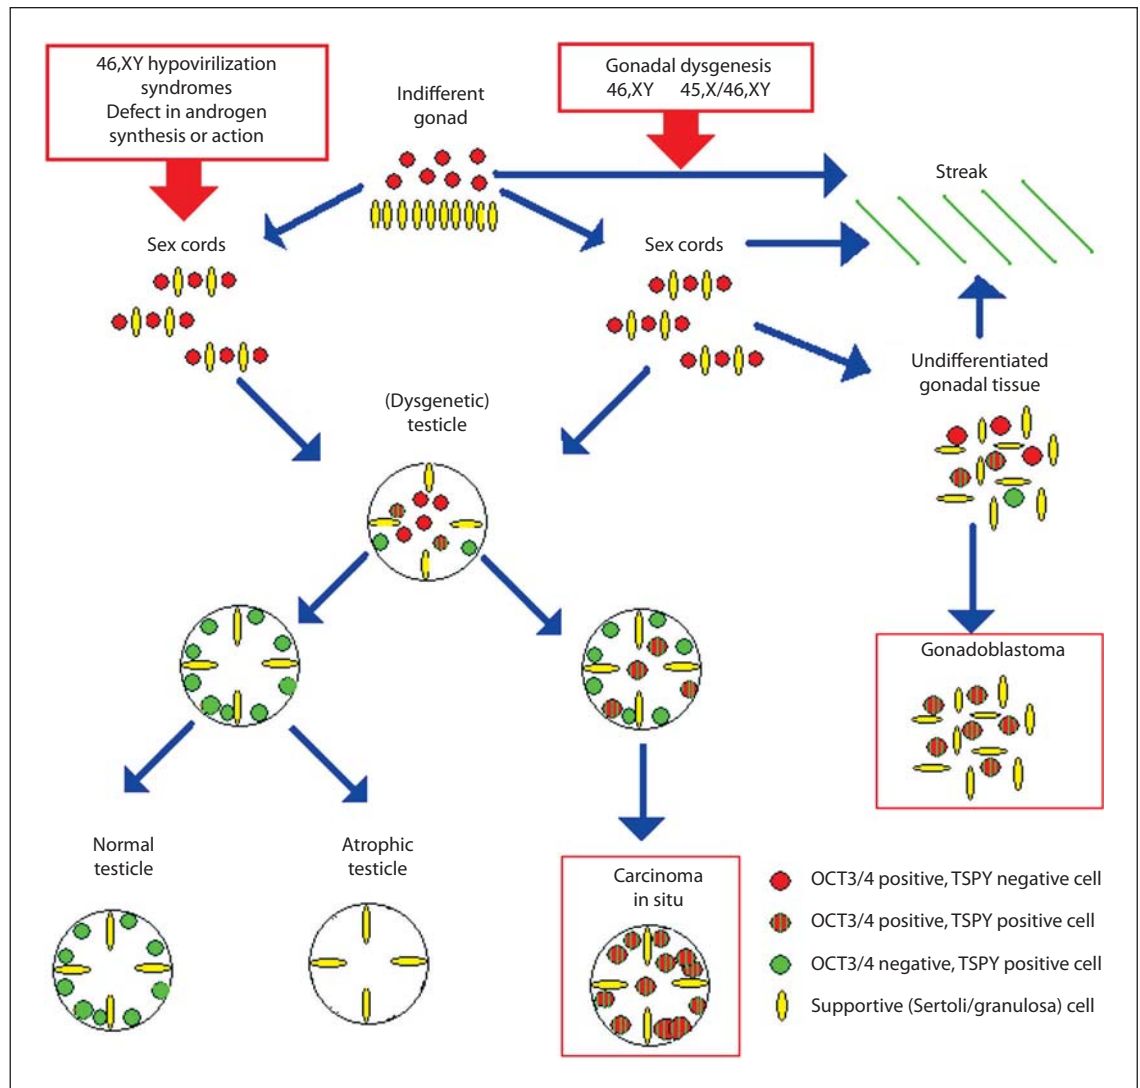 46,XY hypovirilization
syndromes
Defect in androgen
synthesis or action
Indifferent
gonad
Gonadal dysgenesis
46,XY 45,X/46,XY
Streak
Sex cords
Sex cords
Undifferentiated
gonadal tissue
(Dysgenetic)
testicle
Gonadoblastoma
Normal
testicle
Atrophic
testicle
Carcinoma
in situ
OCT3/4 positive, TSPY negative cell
OCT3/4 positive, TSPY positive cell
OCT3/4 negative, TSPY positive cell
Supportive (Sertoli/granulosa) cell